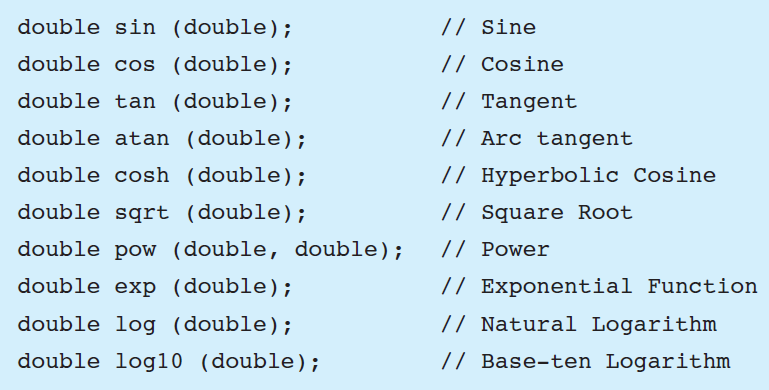 double sin (double); // Sine
double cos (double); // Cosine
double tan (double); // Tangent
double atan (double); // Arc tangent
double cosh (double); // Hyperbolic Cosine
double sqrt (double); // Square Root
double pow (double, double); // Power
double exp (double); // Exponential Function
double log (double); // Natural Logarithm
double log10 (double); // Base-ten Logarithm